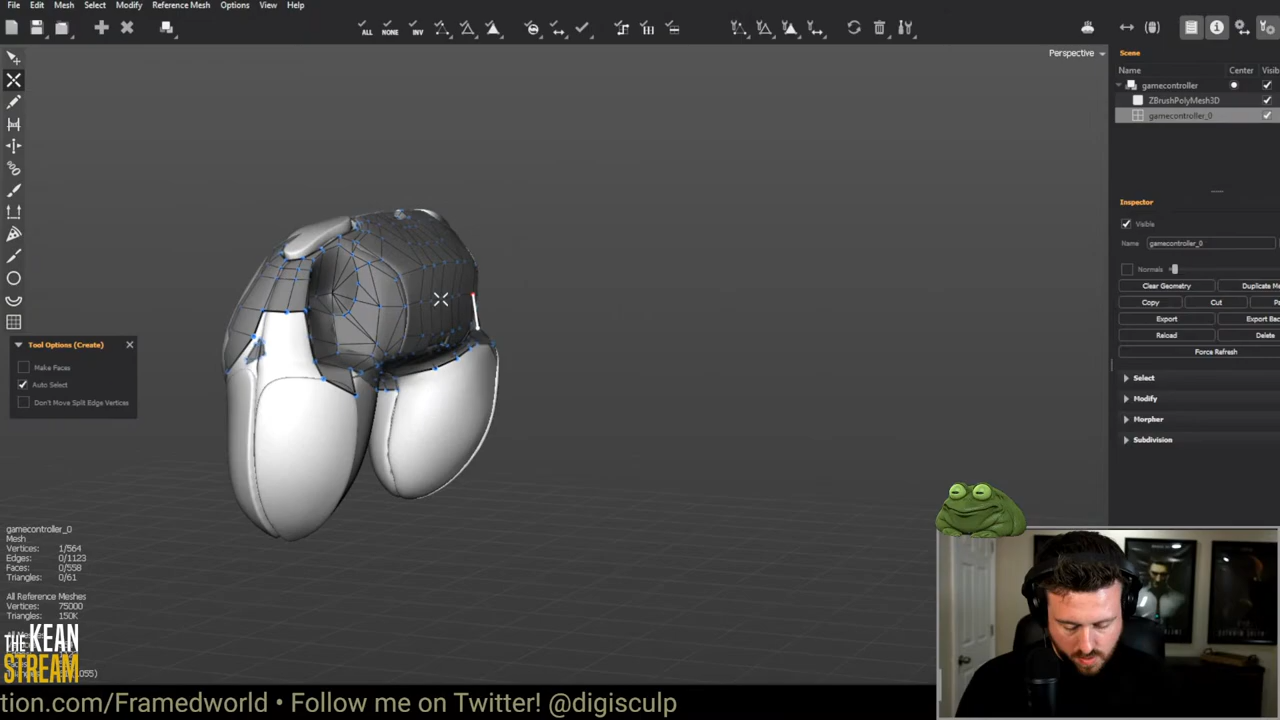 File Edit Mesh Select Modify Reference Mesh Options View Help
ALL NONE INV
Perspective
Scene
Name Center Visib
gamecontroller
ZBrushPolyMesh3D
gamecontroller_0
Inspector
Visible
Name gamecontroller_0
Normals
Clear Geometry Duplicate Me
Copy Cut Pa
Export Export Bac
Reload Delete
Force Refresh
Select
Modify
Morpher
Subdivision
Tool Options (Create)
Make Faces
Auto Select
Don't Move Split Edge Vertices
gamecontroller_0
Mesh
Vertices: 1/564
Edges: 0/1123
Faces: 0/558
Triangles: 0/61
All Reference Meshes
Vertices: 75000
Triangles: 150K
THE KEAN
STREAM
.055)
tion.com/Framedworld • Follow me on Twitter! @digisculp